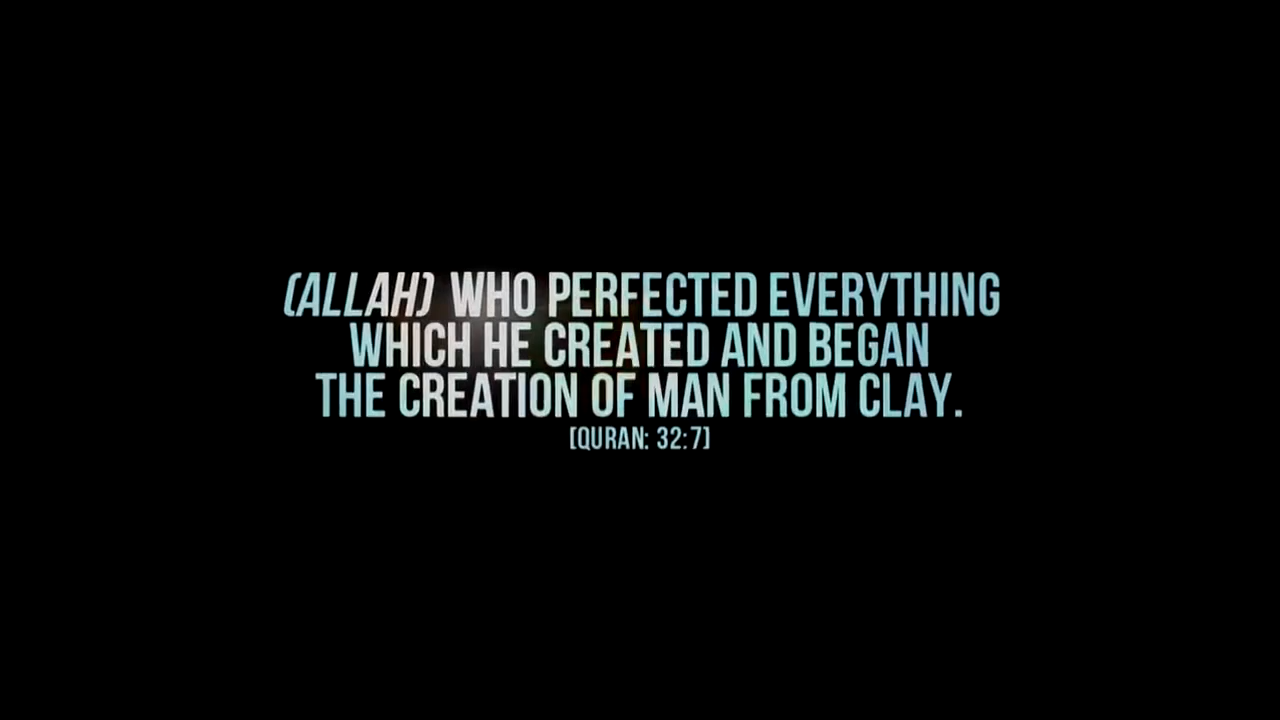 (ALLAH) WHO PERFECTED EVERYTHING
WHICH HE CREATED AND BEGAN
THE CREATION OF MAN FROM CLAY.
[QURAN: 32:7]